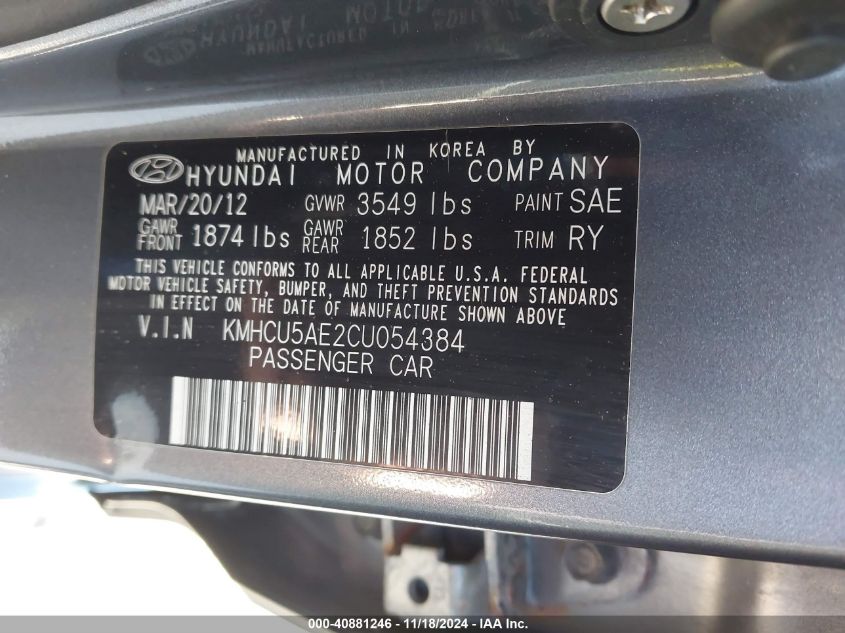 MANUFACTURED IN KOREA BY
HYUNDAI MOTOR COMPANY
MAR/20/12 GVWR 3549 lbs PAINT SAE
GAWR FRONT 1874 lbs GAWR REAR 1852 lbs TRIM RY
THIS VEHICLE CONFORMS TO ALL APPLICABLE U.S.A. FEDERAL
MOTOR VEHICLE SAFETY, BUMPER, AND THEFT PREVENTION STANDARDS
IN EFFECT ON THE DATE OF MANUFACTURE SHOWN ABOVE
V.I.N KMHCU5AE2CU054384
PASSENGER CAR
000-40881246 - 11/18/2024 - IAA Inc.